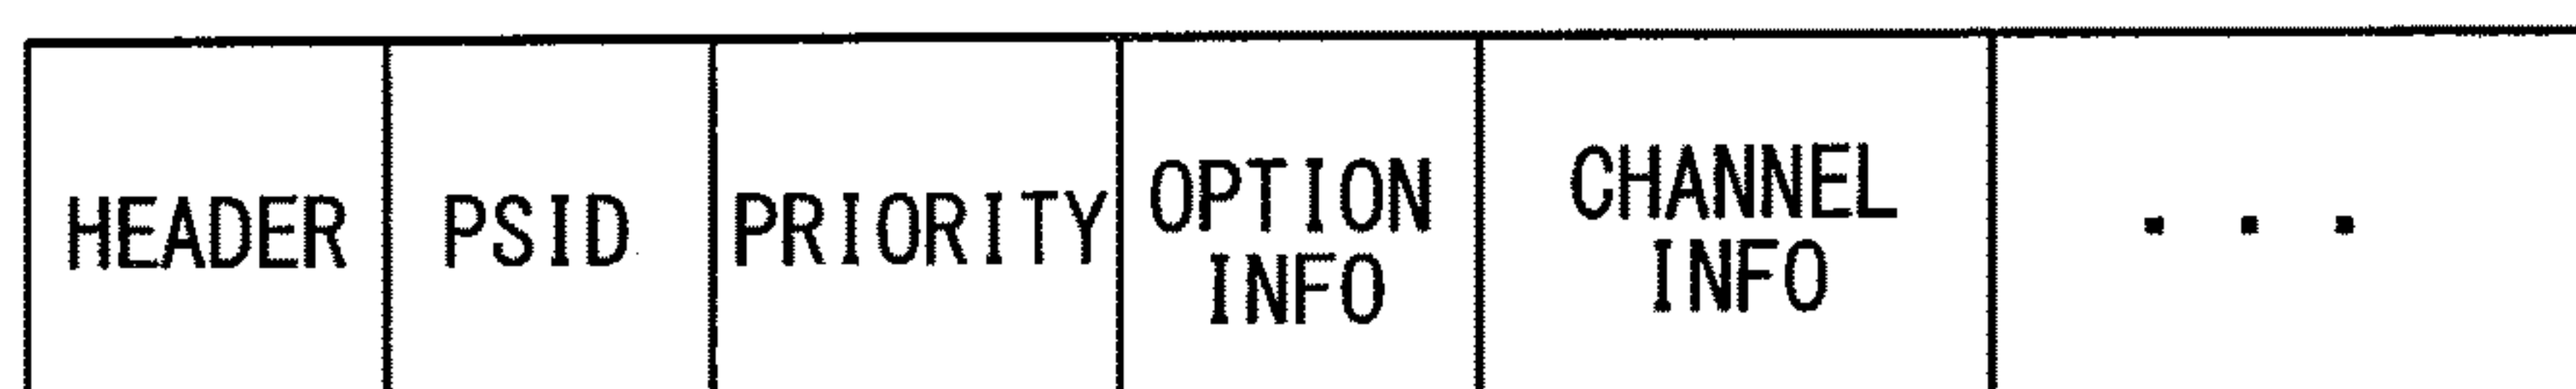 HEADER
PSID
PRIORITY
OPTION
INFO
CHANNEL
INFO
...